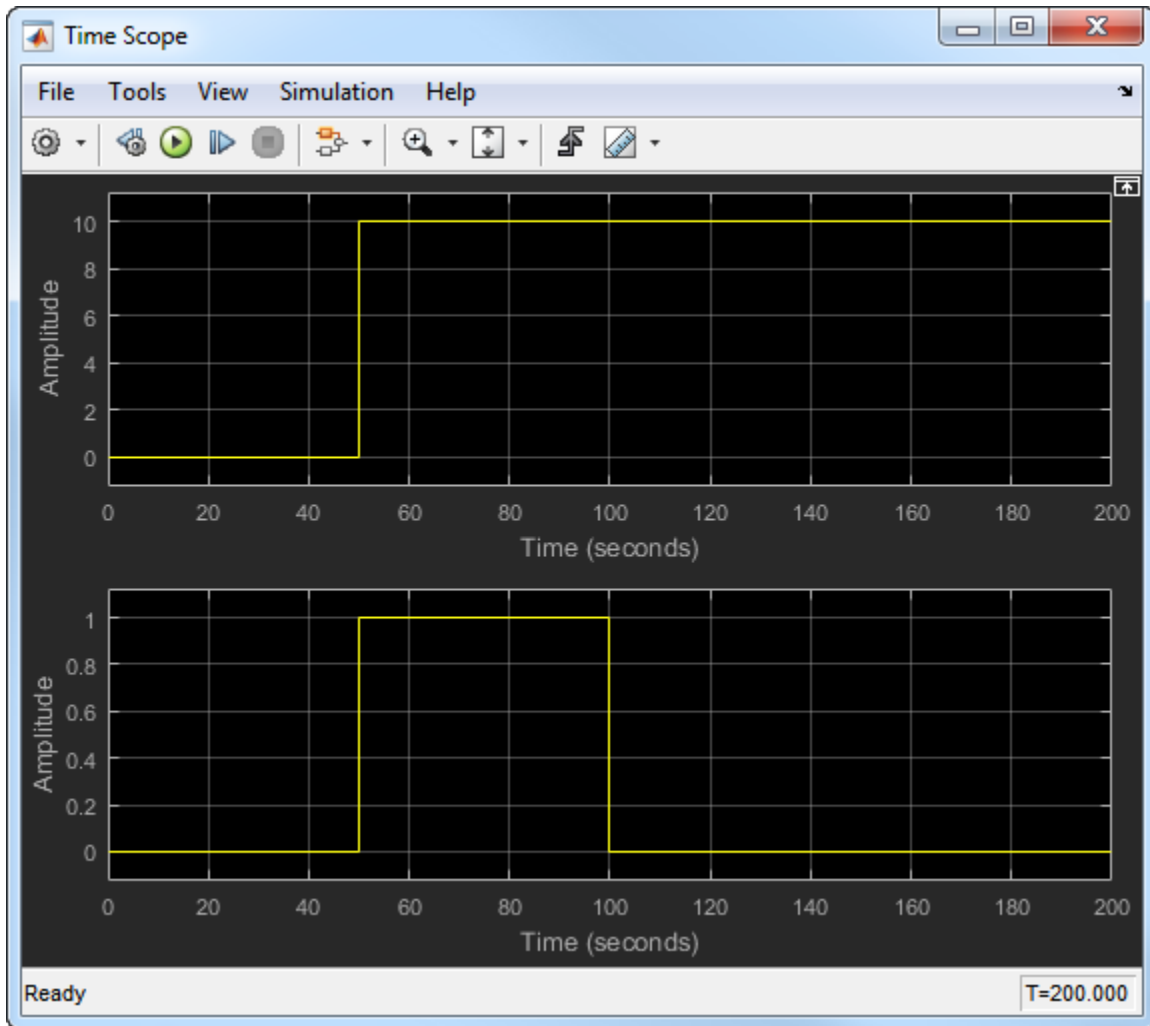 Time Scope
File Tools View Simulation Help
10
8
6
4
2
0
Amplitude
0 20 40 60 80 100 120 140 160 180 200
Time (seconds)
1
0.8
0.6
0.4
0.2
0
Amplitude
0 20 40 60 80 100 120 140 160 180 200
Time (seconds)
Ready T=200.000